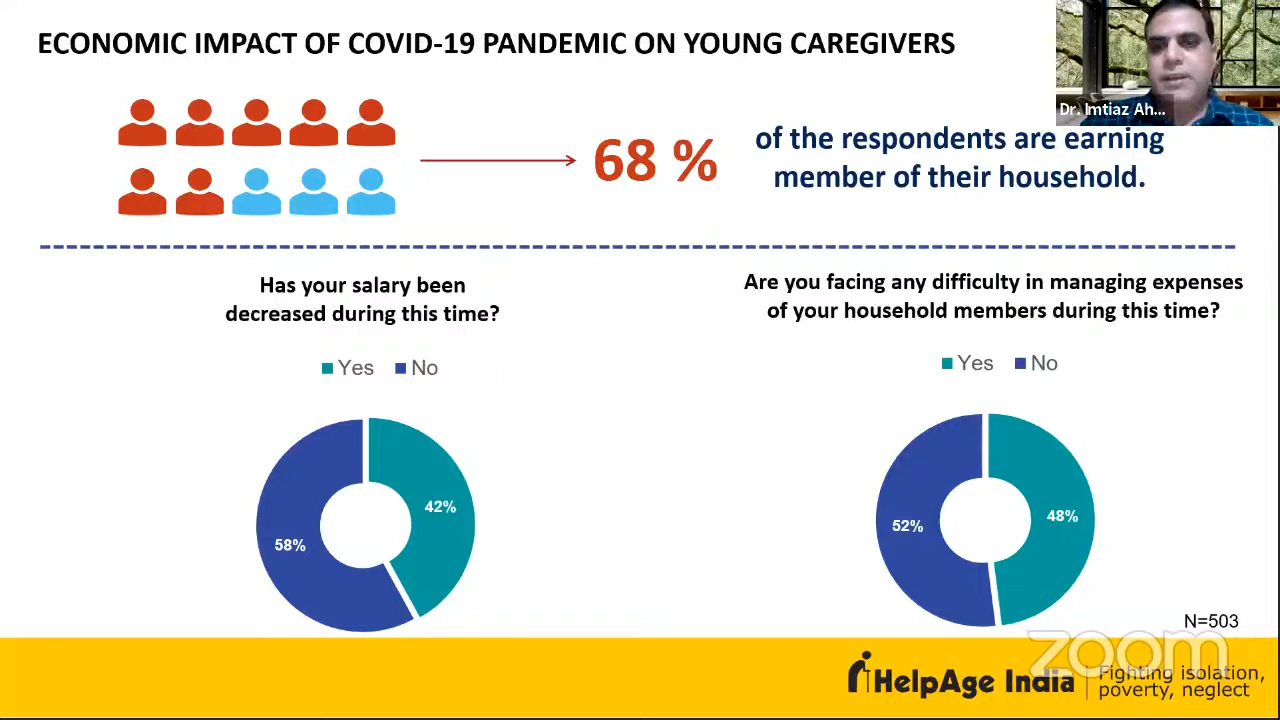 ECONOMIC IMPACT OF COVID-19 PANDEMIC ON YOUNG CAREGIVERS
Dr. Imtiaz Ah...
68 %
of the respondents are earning
member of their household.
Has your salary been
decreased during this time?
Yes No
42%
58%
Are you facing any difficulty in managing expenses
of your household members during this time?
Yes No
52%
48%
N=503
zoom
HelpAge India
Fighting isolation,
poverty, neglect